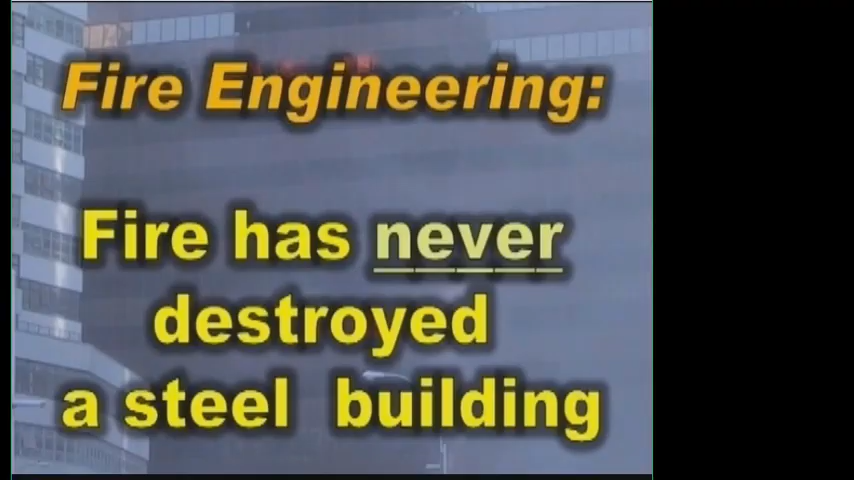 Fire Engineering:
Fire has never
destroyed
a steel building